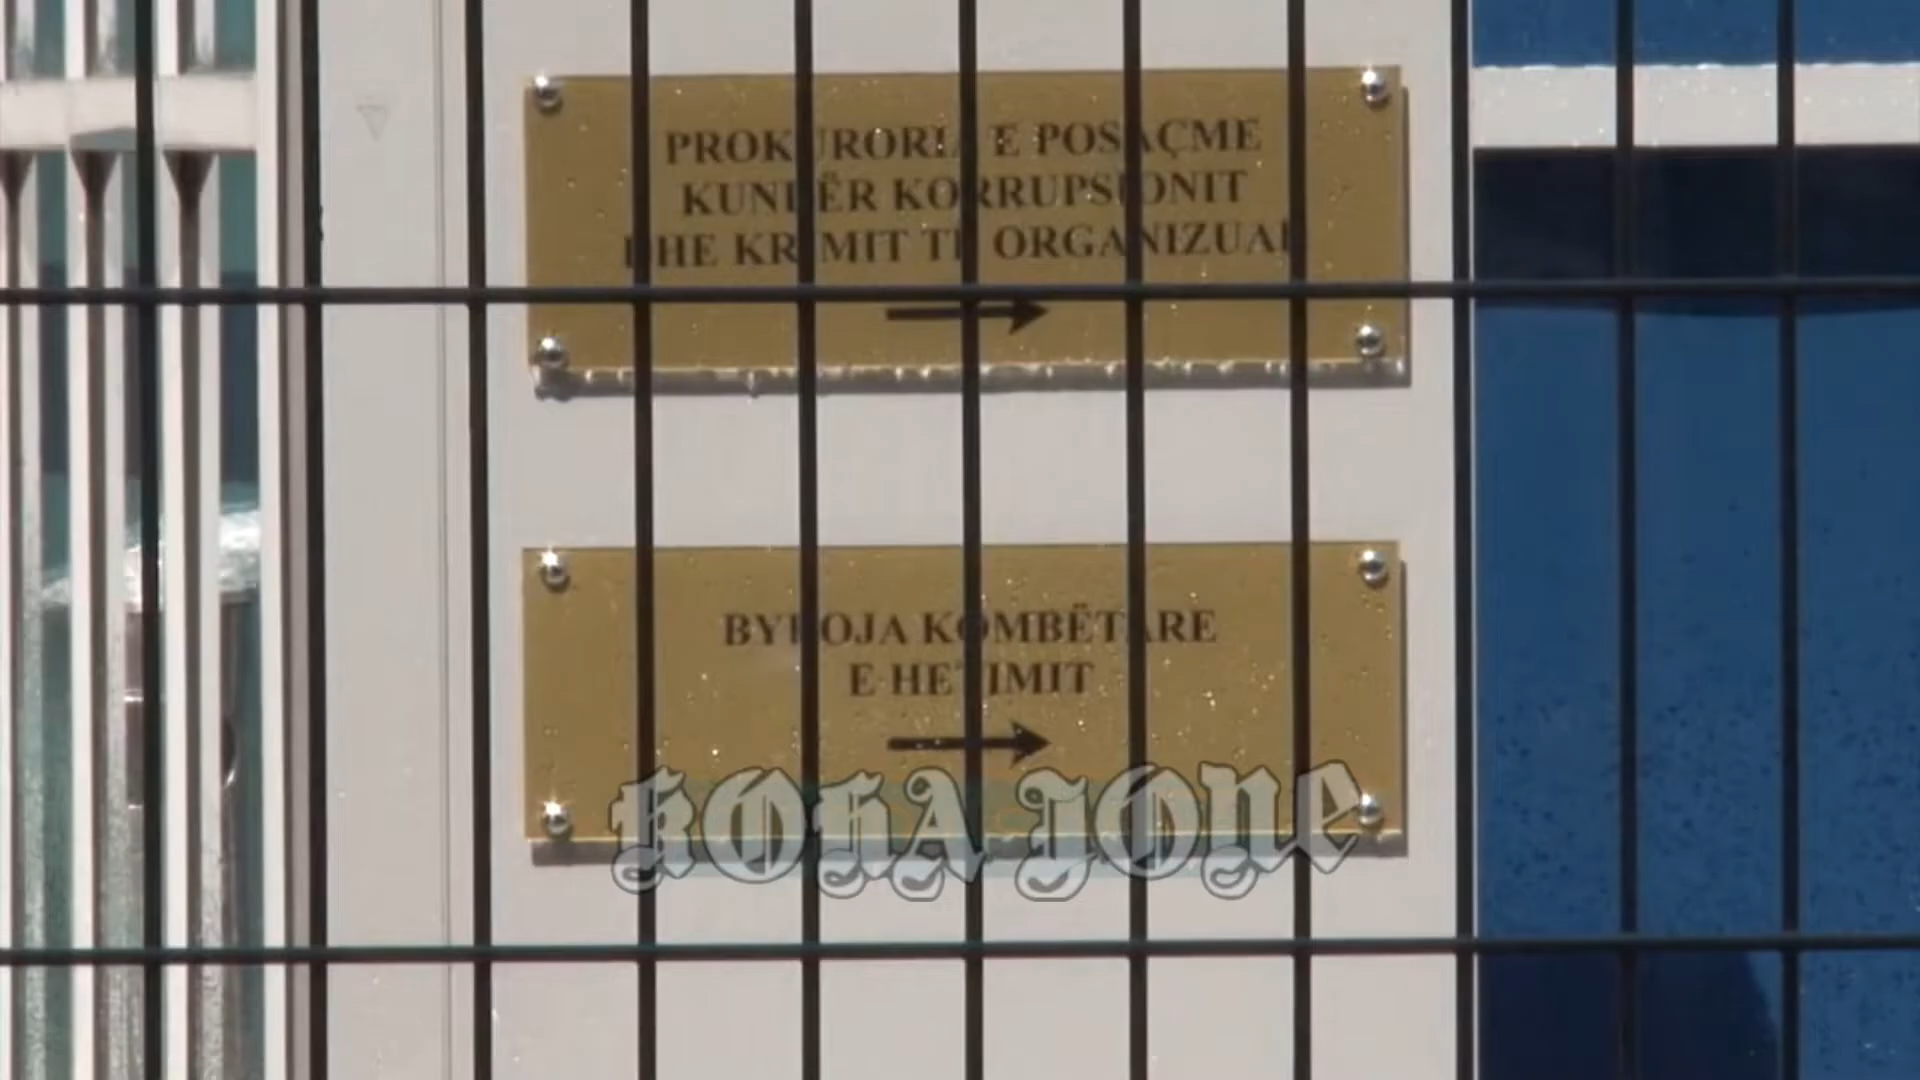 PROKURORIA E POSAÇME
KUNDËR KORRUPSIONIT
DHE KRIMIT TË ORGANIZUAR
BYROJA KOMBËTARE
E HETIMIT
KOHA JONE